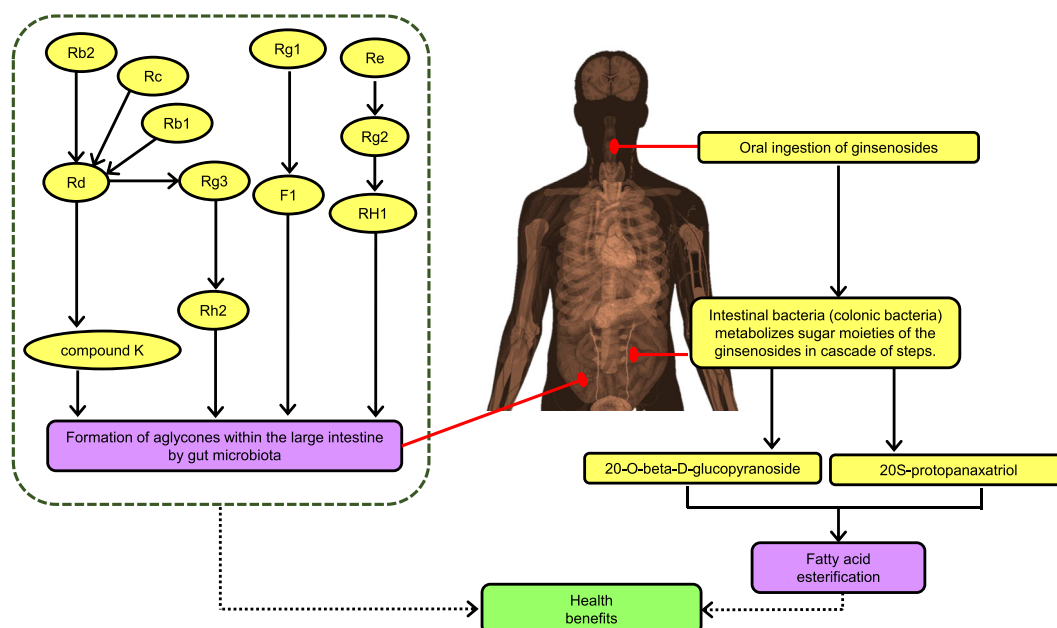 Rb2
Rc
Rb1
Rd
Rg3
Rh2
compound K
Rg1
F1
Re
Rg2
RH1
Formation of aglycones within the large intestine
by gut microbiota
Oral ingestion of ginsenosides
Intestinal bacteria (colonic bacteria)
metabolizes sugar moieties of the
ginsenosides in cascade of steps.
20-O-beta-D-glucopyranoside
20S-protopanaxatriol
Fatty acid
esterification
Health
benefits